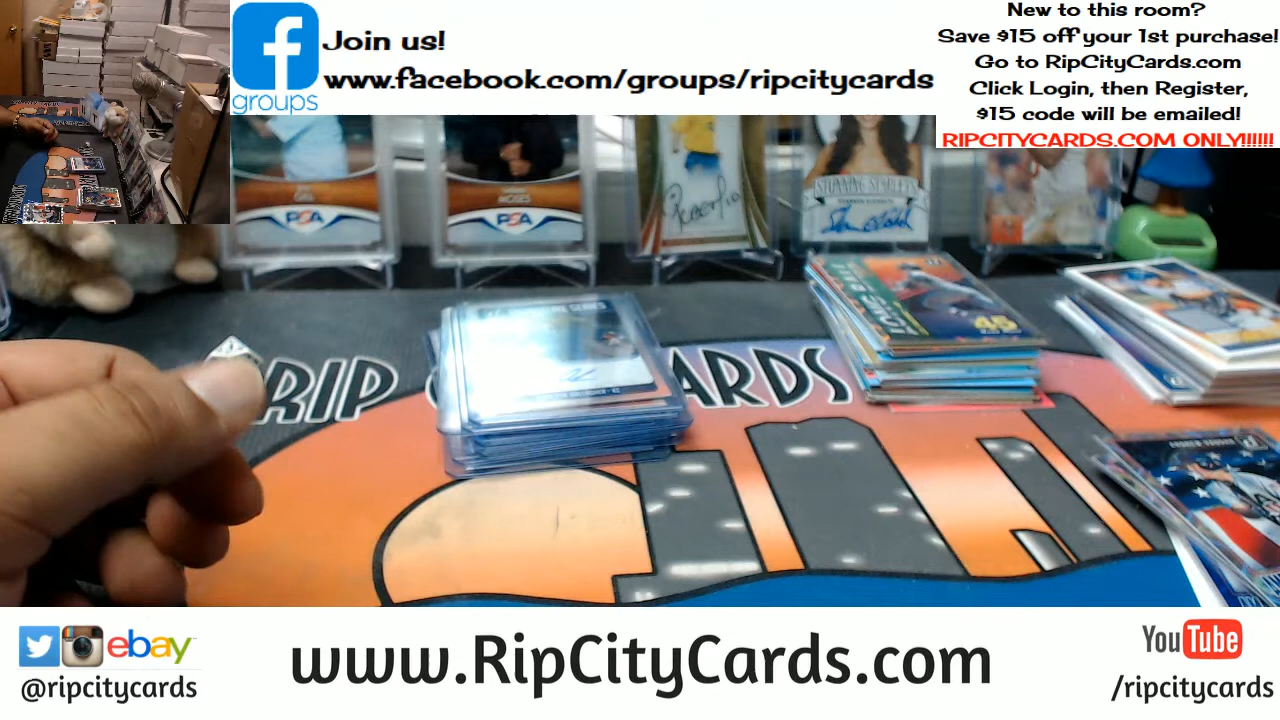 Join us!
www.facebook.com/groups/ripcitycards
groups
New to this room?
Save $15 off your 1st purchase!
Go to RipCityCards.com
Click Login, then Register,
$15 code will be emailed!
RIPCITYCARDS.COM ONLY!!!!!!
PSA
PSA
STUNNING STARLETS
45
RIP
ARDS
ebay
@ripcitycards
www.RipCityCards.com
YouTube
/ripcitycards